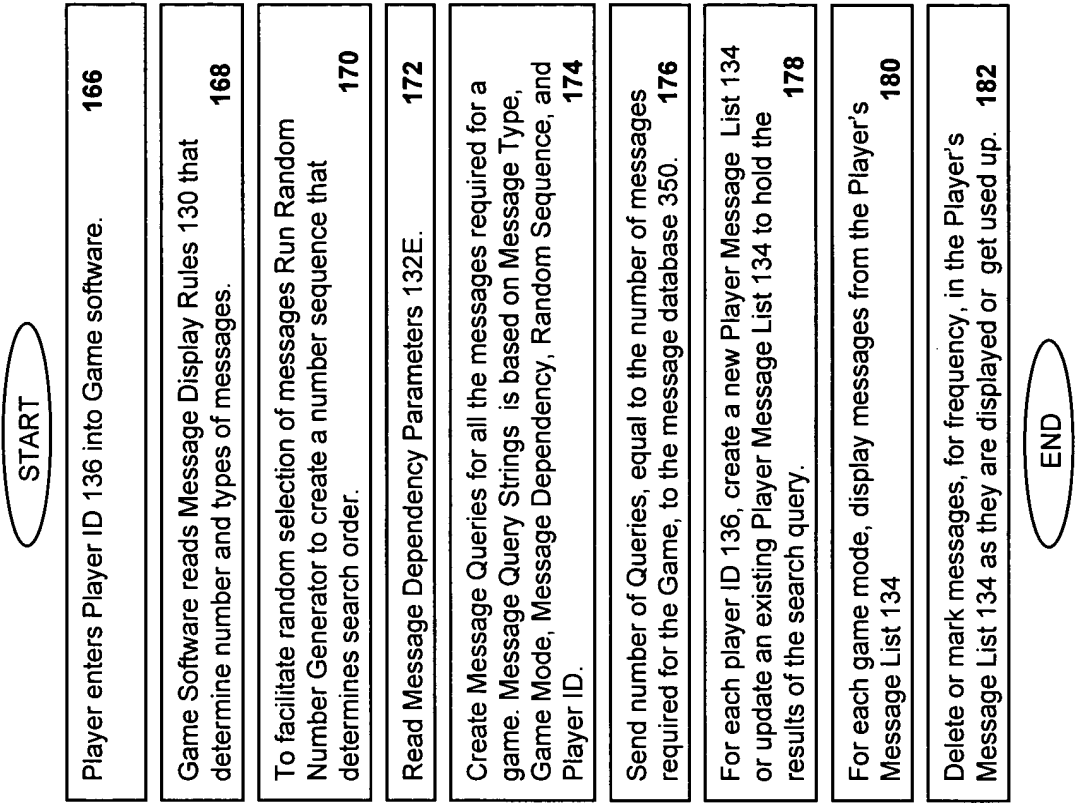 START
Player enters Player ID 136 into Game software.
166
Game Software reads Message Display Rules 130 that
determine number and types of messages.
168
To facilitate random selection of messages Run Random
Number Generator to create a number sequence that
determines search order.
170
Read Message Dependency Parameters 132E.
172
Create Message Queries for all the messages required for a
game. Message Query Strings is based on Message Type,
Game Mode, Message Dependency, Random Sequence, and
Player ID.
174
Send number of Queries, equal to the number of messages
required for the Game, to the message database 350.
176
For each player ID 136, create a new Player Message List 134
or update an existing Player Message List 134 to hold the
results of the search query.
178
For each game mode, display messages from the Player's
Message List 134
180
Delete or mark messages, for frequency, in the Player's
Message List 134 as they are displayed or get used up.
182
END